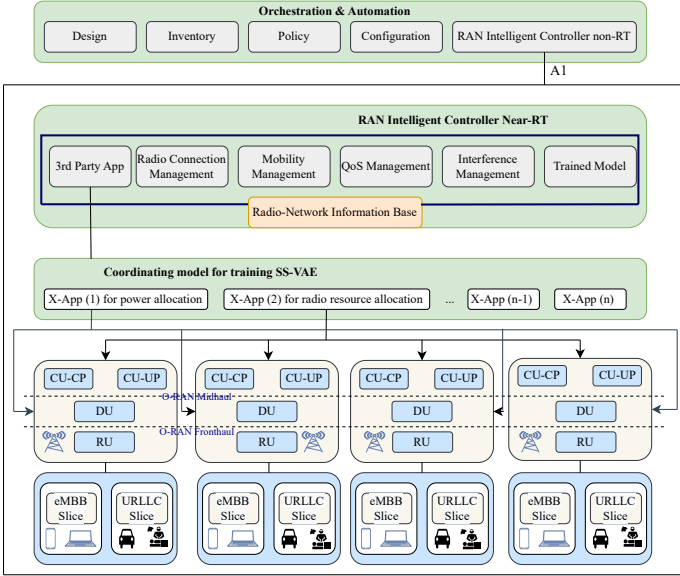 Orchestration & Automation
Design
Inventory
Policy
Configuration
RAN Intelligent Controller non-RT
A1
RAN Intelligent Controller Near-RT
3rd Party App
Radio Connection
Management
Mobility
Management
QoS Management
Interference
Management
Trained Model
Radio-Network Information Base
Coordinating model for training SS-VAE
X-App (1) for power allocation
X-App (2) for radio resource allocation
...
X-App (n-1)
X-App (n)
CU-CP
CU-UP
CU-CP
CU-UP
CU-CP
CU-UP
CU-CP
CU-UP
O-RAN Midhaul
DU
DU
DU
DU
O-RAN Fronthaul
RU
RU
RU
RU
eMBB
Slice
URLLC
Slice
eMBB
Slice
URLLC
Slice
eMBB
Slice
URLLC
Slice
eMBB
Slice
URLLC
Slice